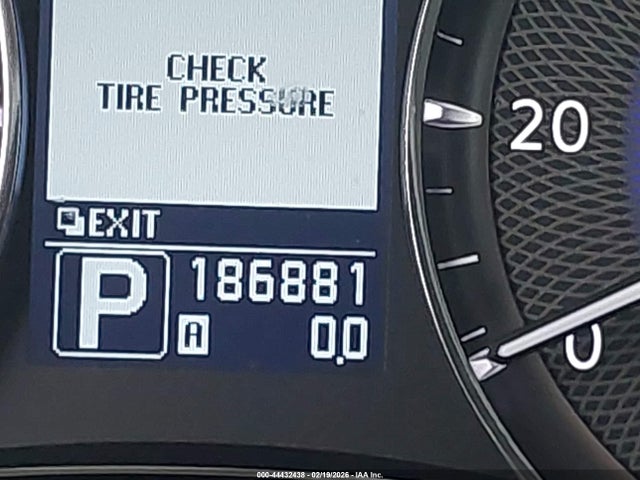 CHECK
TIRE PRESSURE
EXIT
P 186881
A 0.0
20
0
000-44432438 - 02/19/2026 - IAA Inc.